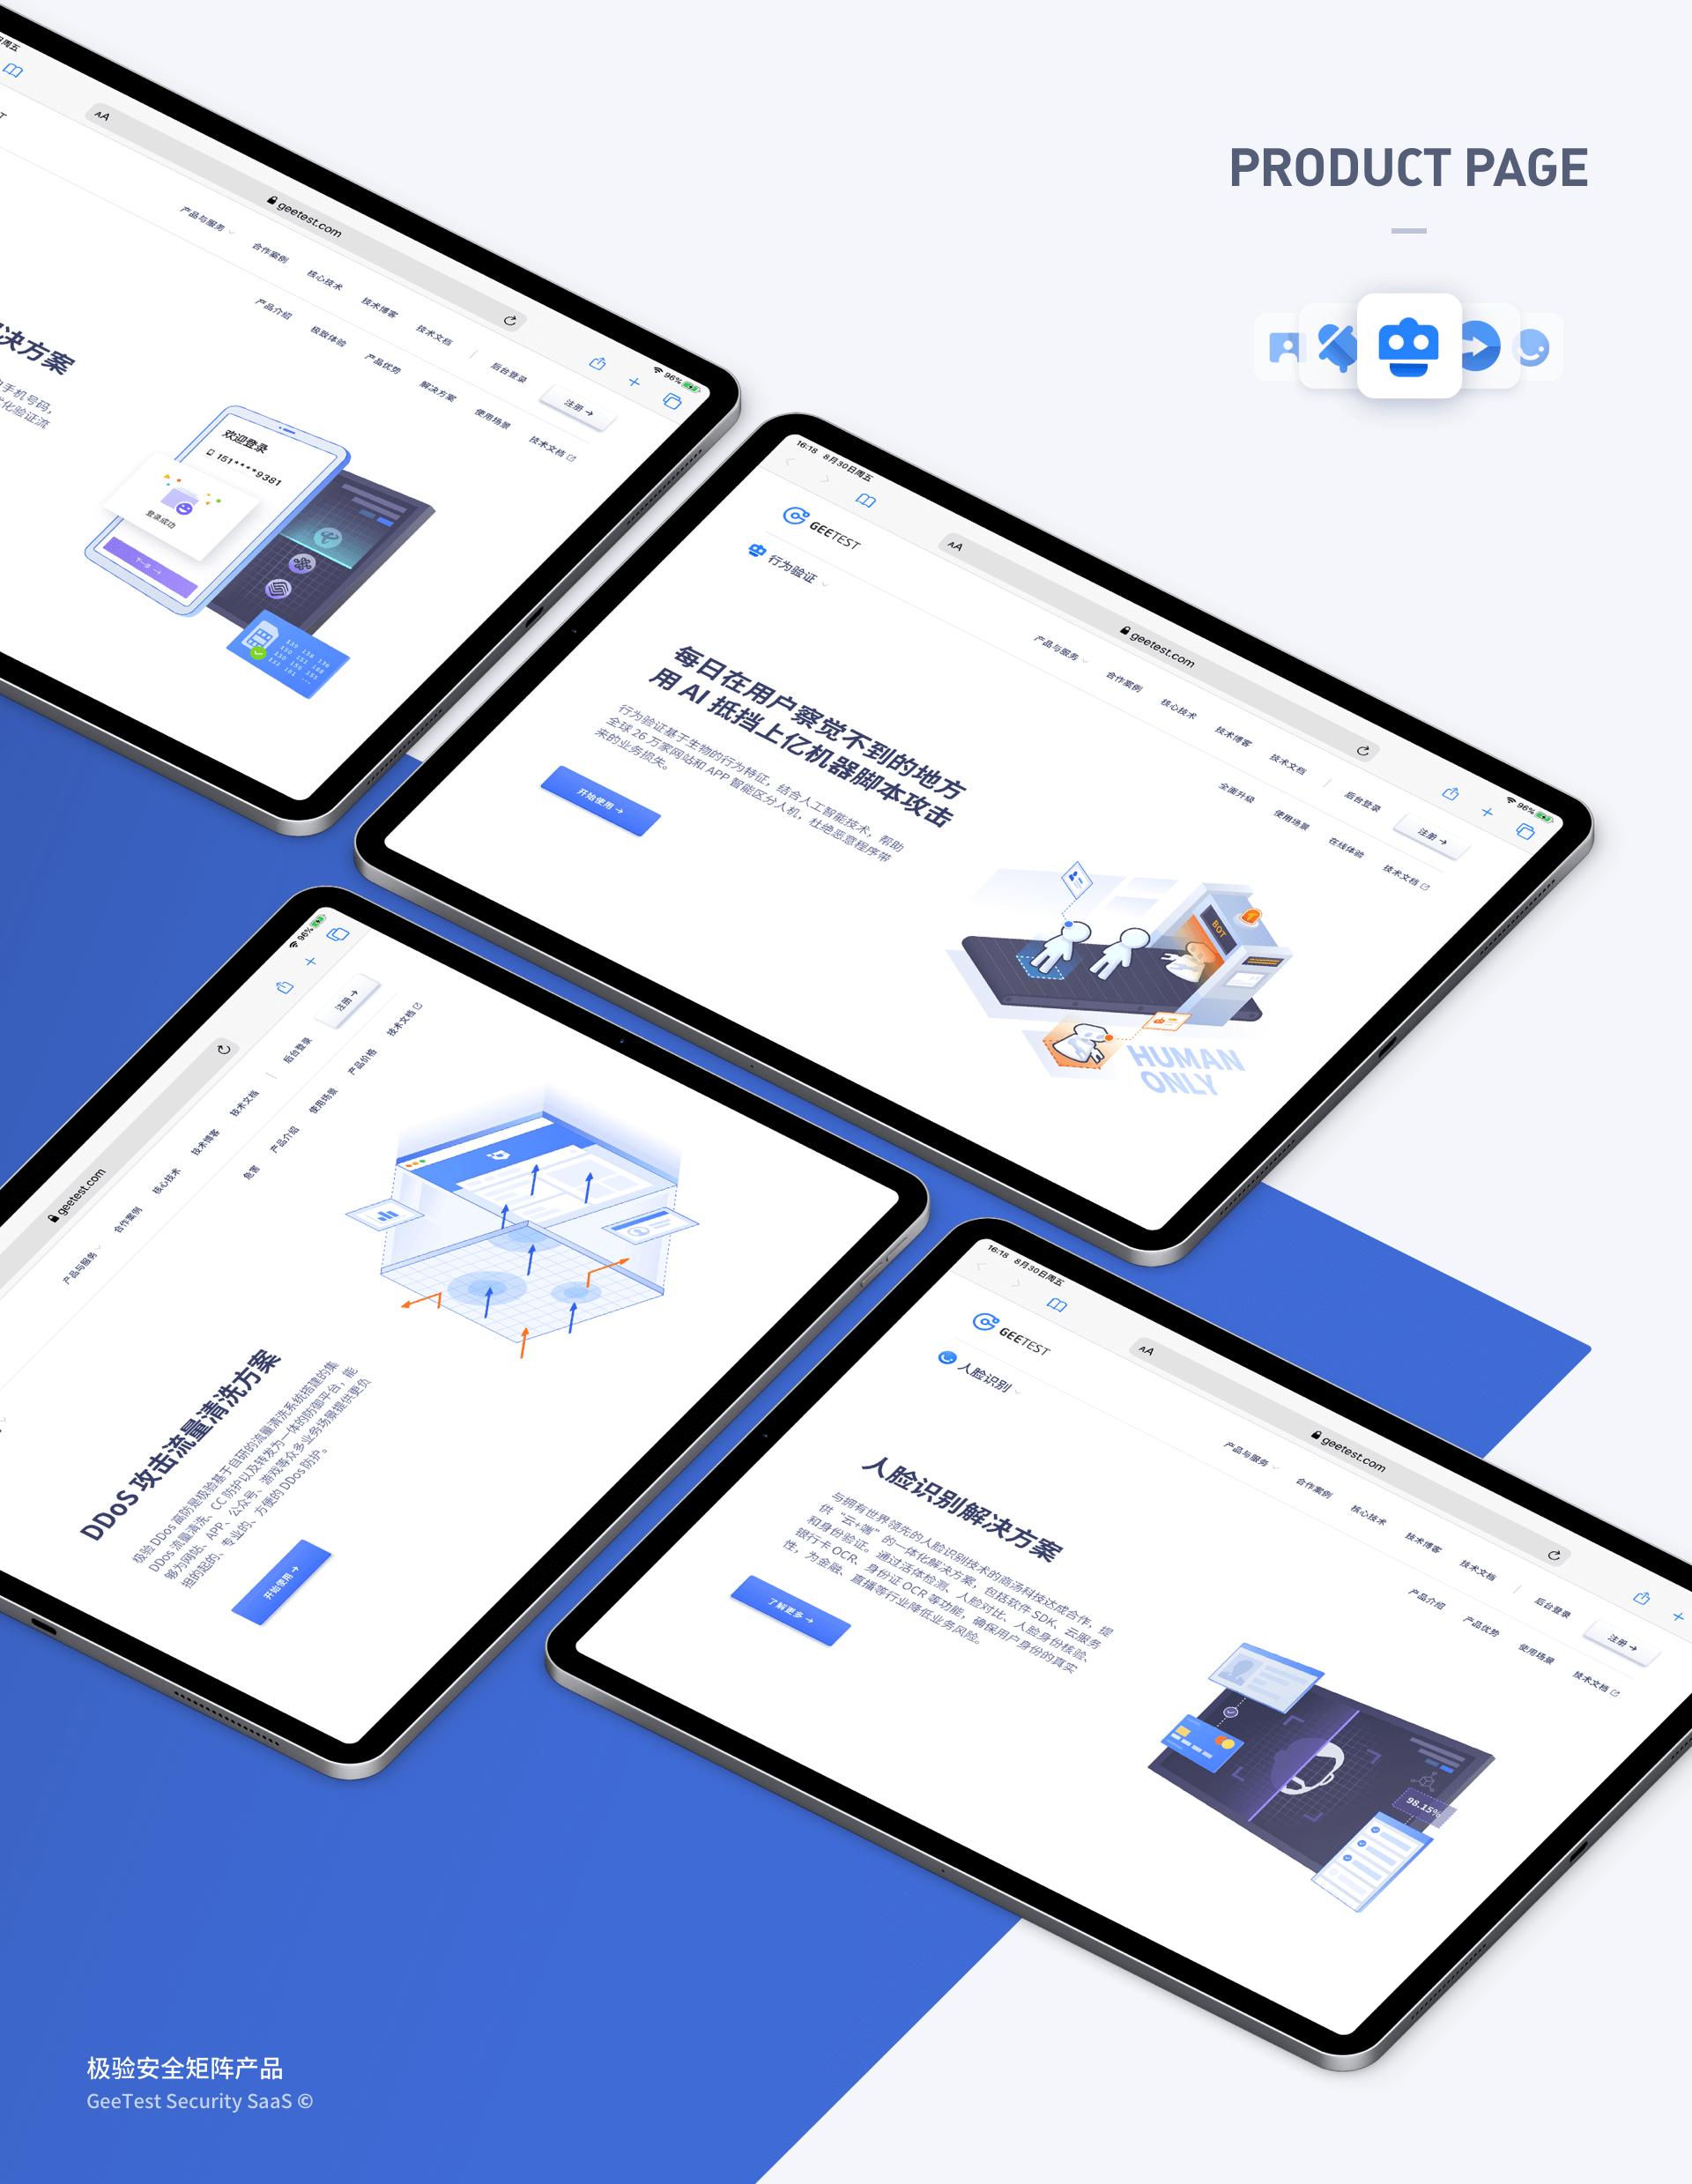 PRODUCT PAGE
日周五
geetest.com
96%
产品与服务
合作案例
核心技术
技术博客
技术文档
后台登录
注册 →
产品介绍
极致体验
产品优势
解决方案
使用场景
技术文档
决方案
手机号码,
化验证流
欢迎登录
151****9381
登录成功
下一步 →
16:18 8月30日周五
AA
geetest.com
96%
GEETEST
行为验证
产品与服务
合作案例
核心技术
技术博客
技术文档
后台登录
注册 →
全面升级
使用场景
在线体验
技术文档
每日在用户察觉不到的地方
用 AI 抵挡上亿机器脚本攻击
行为验证基于生物的行为特征，结合人工智能技术，帮助
全球 26 万家网站和 APP 智能区分人机，杜绝恶意程序带
来的业务损失。
开始使用 →
BOT
HUMAN
ONLY
96%
geetest.com
产品与服务
合作案例
核心技术
技术博客
技术文档
后台登录
注册 →
危害
产品介绍
使用场景
产品价格
技术文档
DDoS 攻击流量清洗方案
极验 DDos 高防是极验基于自研的流量清洗系统搭建的集
DDos 流量清洗、CC 防护以及转发为一体的防御平台，能
够为网站、APP、公众号、游戏等众多业务场景提供更负
担的起的、专业的、方便的 DDos 防护。
开始使用 →
16:18 8月30日周五
AA
geetest.com
GEETEST
人脸识别
产品与服务
合作案例
核心技术
技术博客
技术文档
后台登录
注册 →
产品介绍
产品优势
使用场景
技术文档
人脸识别解决方案
与拥有世界领先的人脸识别技术的商汤科技达成合作，提
供“云+端”的一体化解决方案，包括软件 SDK、云服务
和身份验证。通过活体检测、人脸对比、人脸身份核验、
银行卡 OCR、身份证 OCR 等功能，确保用户身份的真实
性，为金融、直播等行业降低业务风险。
了解更多 →
98.15%
极验安全矩阵产品
GeeTest Security SaaS ©